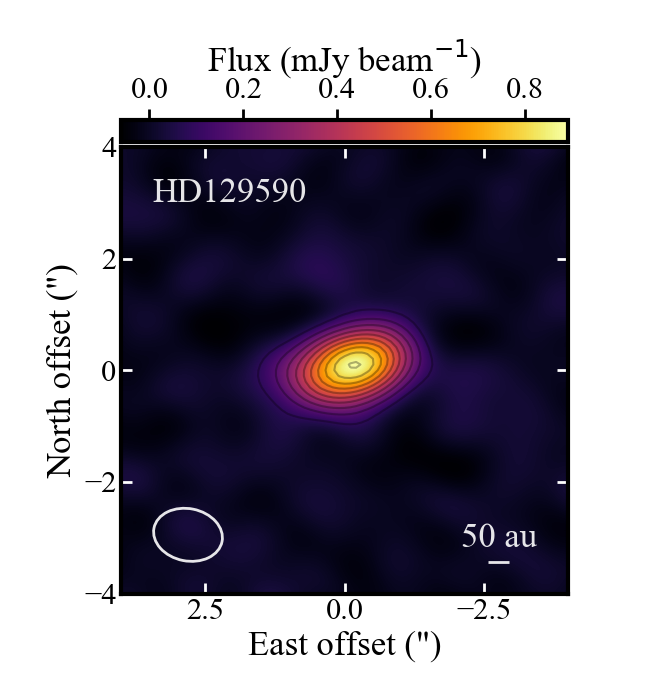 Flux (mJy beam⁻¹)
0.0 0.2 0.4 0.6 0.8
HD129590
4
2
0
−2
−4
North offset (")
50 au
2.5 0.0 −2.5
East offset (")